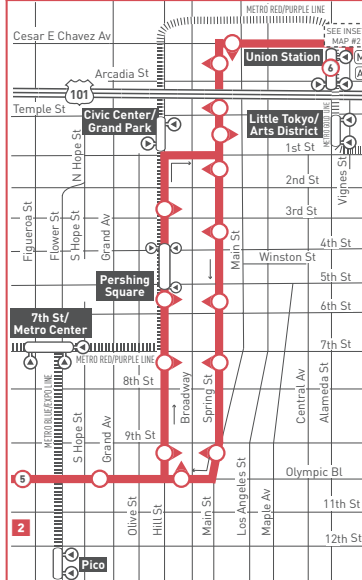 METRO RED/PURPLE LINE
Cesar E Chavez Av
SEE INSE
MAP #2
Union Station
6
M
A
Arcadia St
101
Temple St
Civic Center/
Grand Park
Little Tokyo/
Arts District
METRO GOLD LINE
1st St
N Hope St
2nd St
Vignes St
3rd St
Figueroa St
Flower St
S Hope St
Grand Av
Main St
4th St
Winston St
Pershing
Square
5th St
6th St
7th St/
Metro Center
7th St
METRO RED/PURPLE LINE
8th St
METRO BLUE/EXPO LINE
Broadway
Spring St
Central Av
Alameda St
S Hope St
Grand Av
9th St
5
Olympic Bl
Olive St
Hill St
Main St
Los Angeles St
Maple Av
11th St
2
12th St
Pico